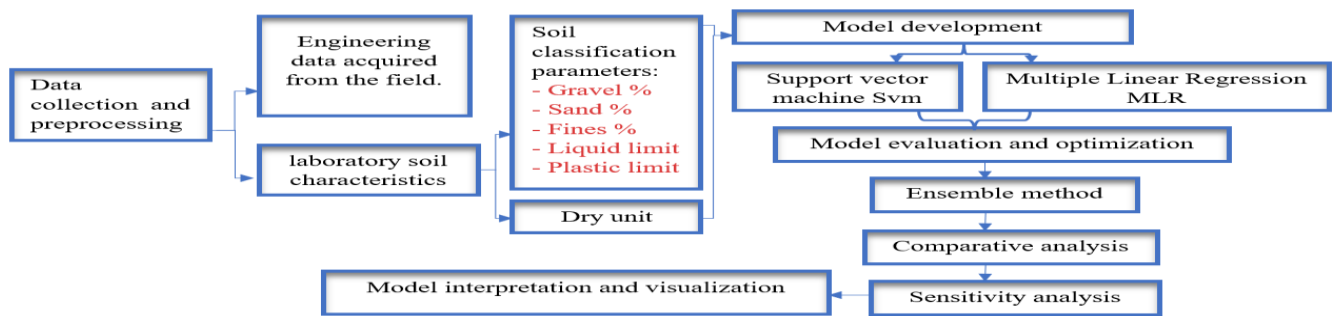 Data
collection and
preprocessing
Engineering
data acquired
from the field.
laboratory soil
characteristics
Soil
classification
parameters:
- Gravel %
- Sand %
- Fines %
- Liquid limit
- Plastic limit
Dry unit
Model development
Support vector
machine Svm
Multiple Linear Regression
MLR
Model evaluation and optimization
Ensemble method
Comparative analysis
Sensitivity analysis
Model interpretation and visualization